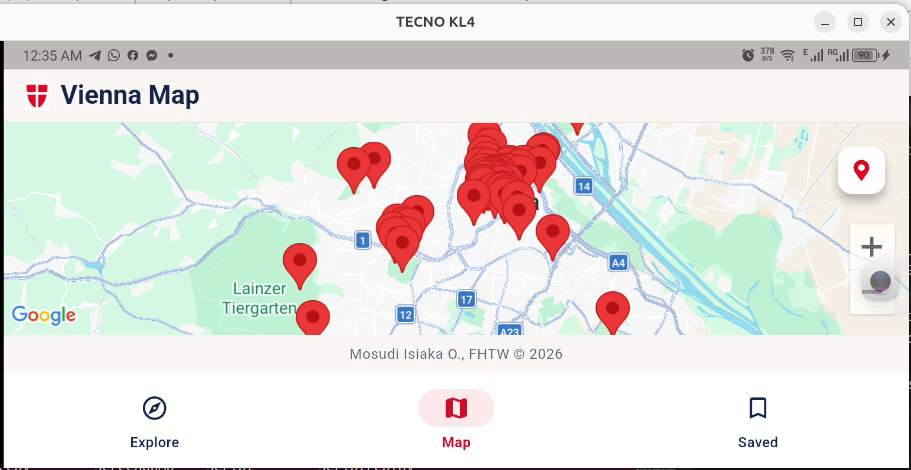 TECNO KL4
12:35 AM
378
B/S
E
RG
90
Vienna Map
14
1
A4
Lainzer
Tiergarten
17
12
A23
Google
Mosudi Isiaka O., FHTW © 2026
Explore
Map
Saved